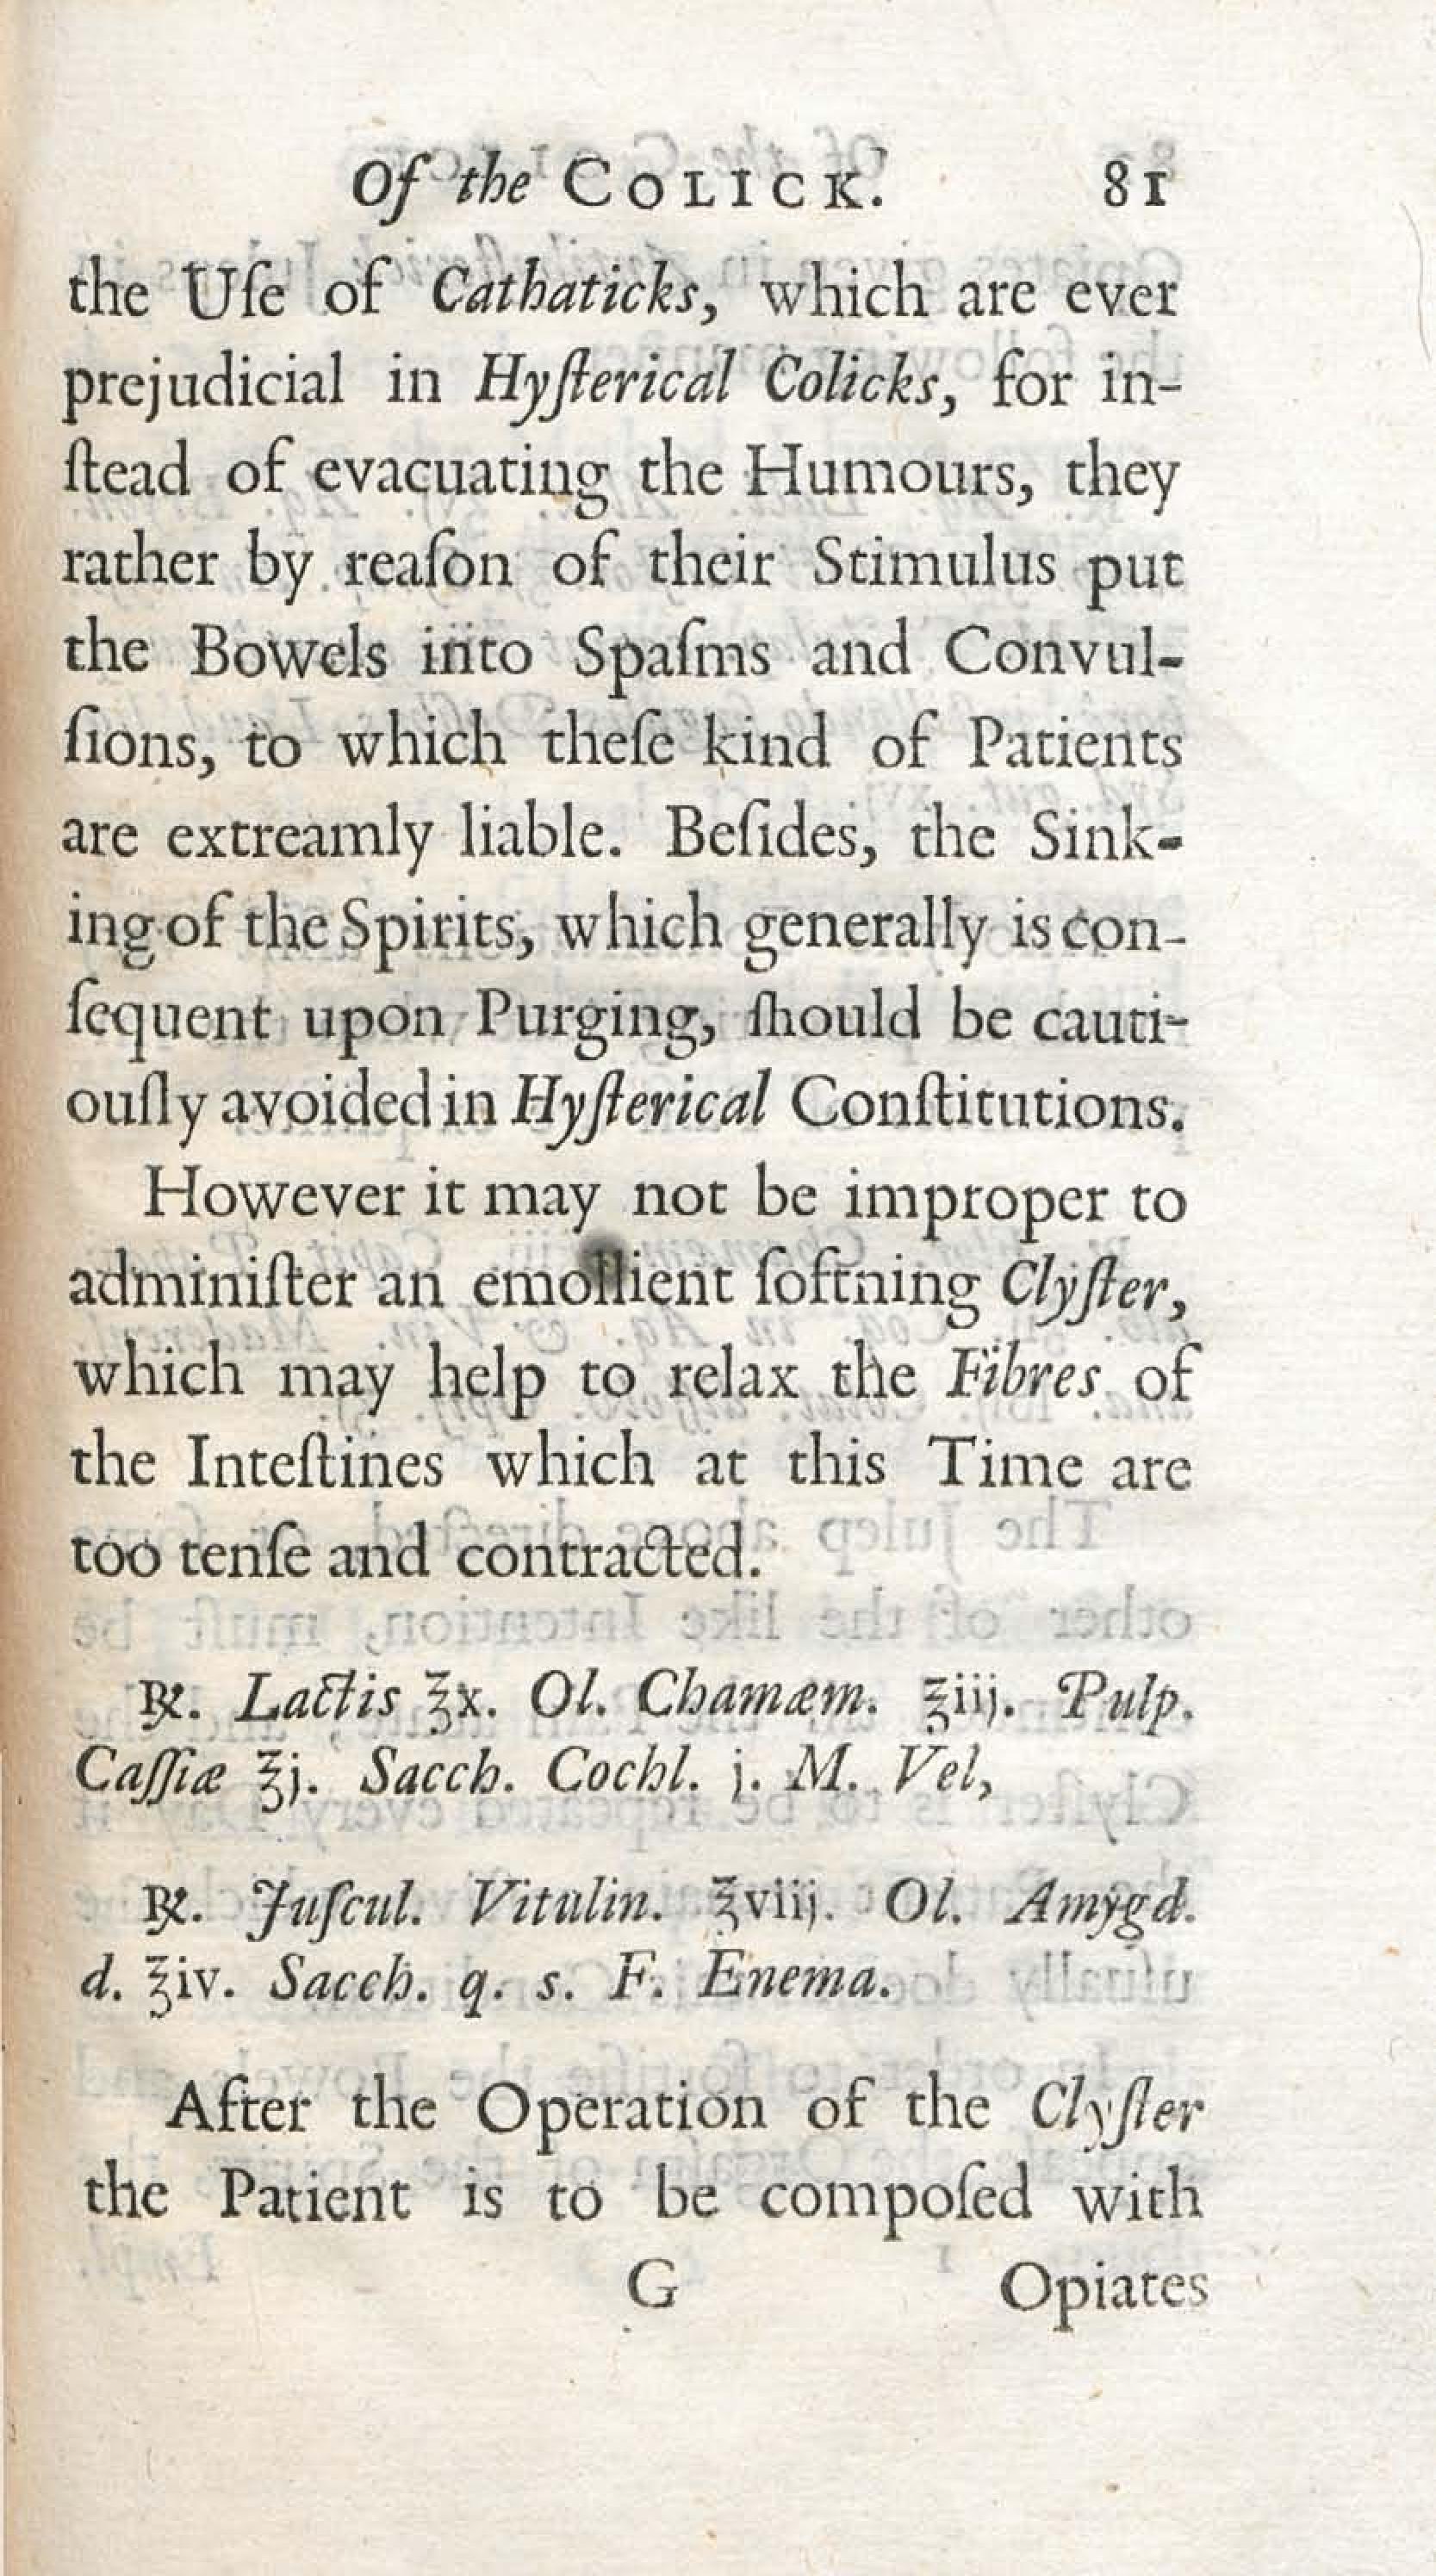 Of the COLICK. 81
the Uſe of Cathaticks, which are ever
prejudicial in Hyſterical Colicks, for in-
ſtead of evacuating the Humours, they
rather by reaſon of their Stimulus put
the Bowels into Spaſms and Convul-
ſions, to which theſe kind of Patients
are extreamly liable. Beſides, the Sink-
ing of the Spirits, which generally is con-
ſequent upon Purging, ſhould be cauti-
ouſly avoided in Hyſterical Conſtitutions.
However it may not be improper to
adminiſter an emollient ſoftning Clyſter,
which may help to relax the Fibres of
the Inteſtines which at this Time are
too tenſe and contracted.
℞. Lactis ℥x. Ol. Chamæm. ℥iij. Pulp.
Caſſiæ ℥j. Sacch. Cochl. j. M. Vel,
℞. Juſcul. Vitulin. ℥viij. Ol. Amygd.
d. ℥iv. Sacch. q. s. F. Enema.
After the Operation of the Clyſter
the Patient is to be compoſed with
G Opiates